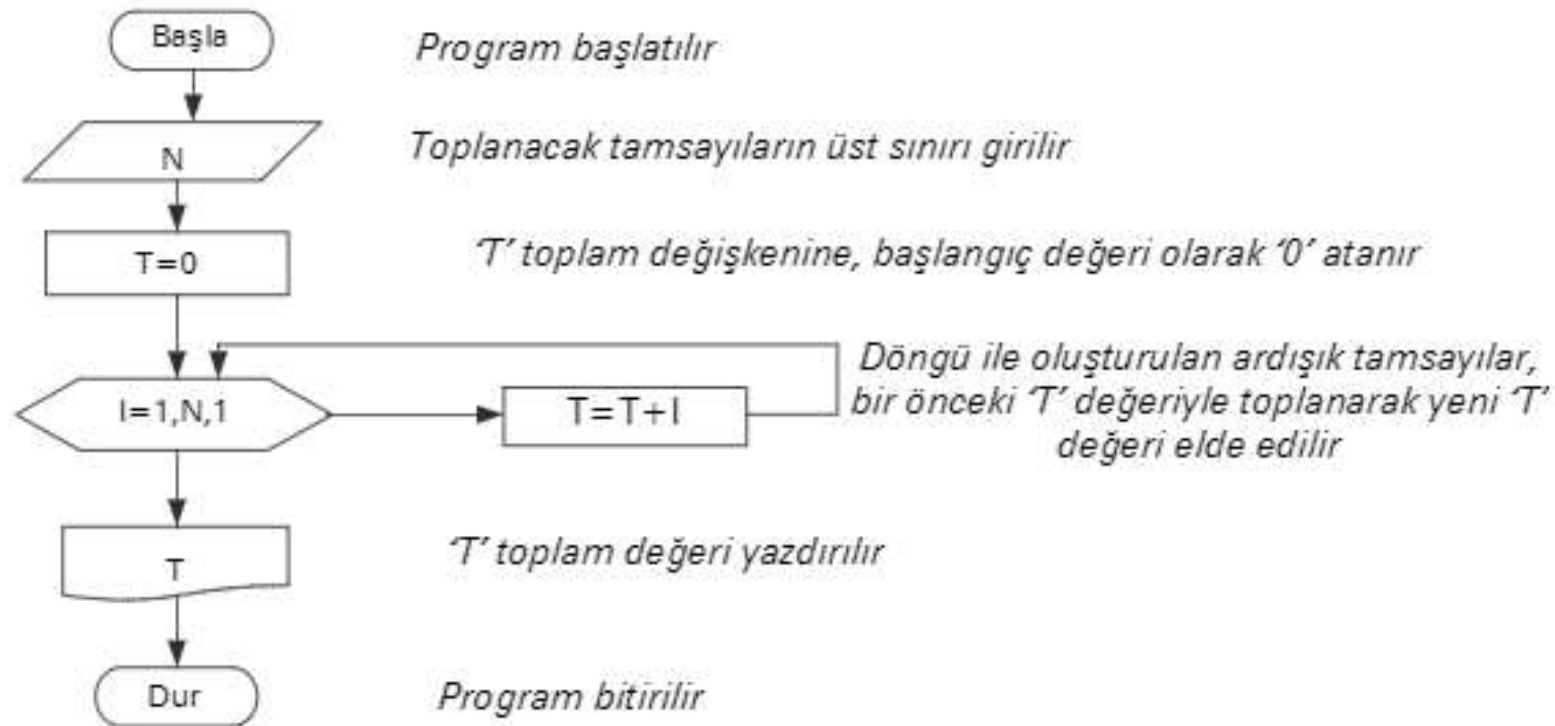 Başla
Program başlatılır
N
Toplanacak tamsayıların üst sınırı girilir
T=0
‘T’ toplam değişkenine, başlangıç değeri olarak ‘0’ atanır
I=1,N,1
T=T+I
Döngü ile oluşturulan ardışık tamsayılar,
bir önceki ‘T’ değeriyle toplanarak yeni ‘T’
değeri elde edilir
T
‘T’ toplam değeri yazdırılır
Dur
Program bitirilir